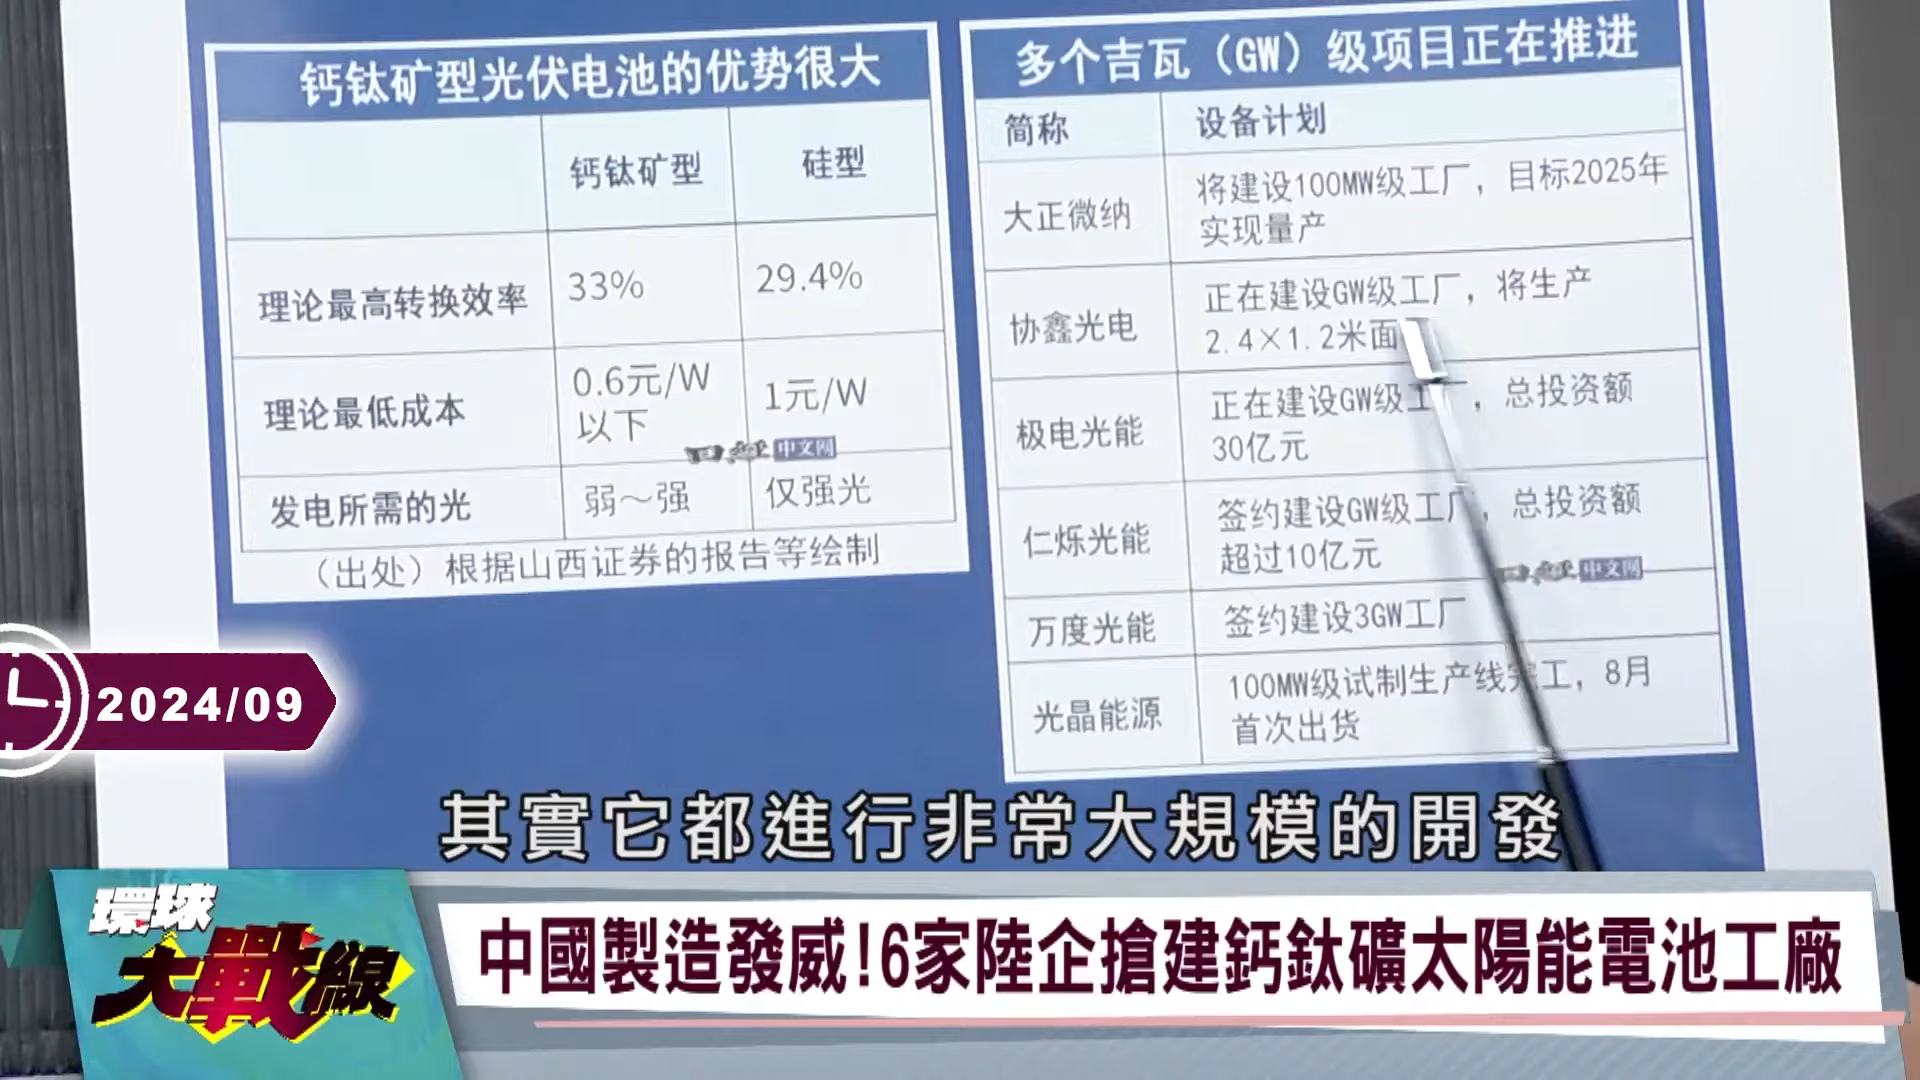 钙钛矿型光伏电池的优势很大
钙钛矿型 硅型
理论最高转换效率 33% 29.4%
理论最低成本 0.6元/W 1元/W
以下
中文网
发电所需的光 弱～强 仅强光
（出处）根据山西证券的报告等绘制
多个吉瓦（GW）级项目正在推进
简称 设备计划
大正微纳 将建设100MW级工厂，目标2025年
实现量产
协鑫光电 正在建设GW级工厂，将生产
2.4×1.2米面
极电光能 正在建设GW级工厂，总投资额
30亿元
仁烁光能 签约建设GW级工厂，总投资额
超过10亿元
中文网
万度光能 签约建设3GW工厂
光晶能源 100MW级试制生产线完工，8月
首次出货
2024/09
其實它都進行非常大規模的開發
環球
大戰線
中國製造發威!6家陸企搶建鈣鈦礦太陽能電池工廠